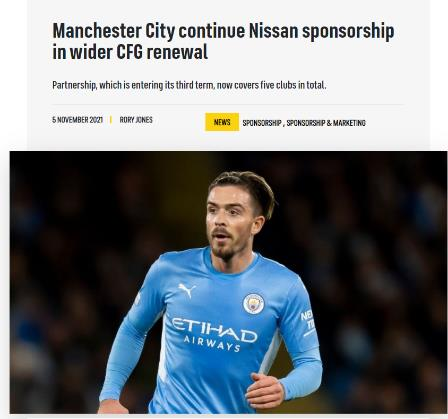 Manchester City continue Nissan sponsorship
in wider CFG renewal
Partnership, which is entering its third term, now covers five clubs in total.
5 NOVEMBER 2021 | RORY JONES NEWS SPONSORSHIP , SPONSORSHIP & MARKETING
ETIHAD
AIRWAYS